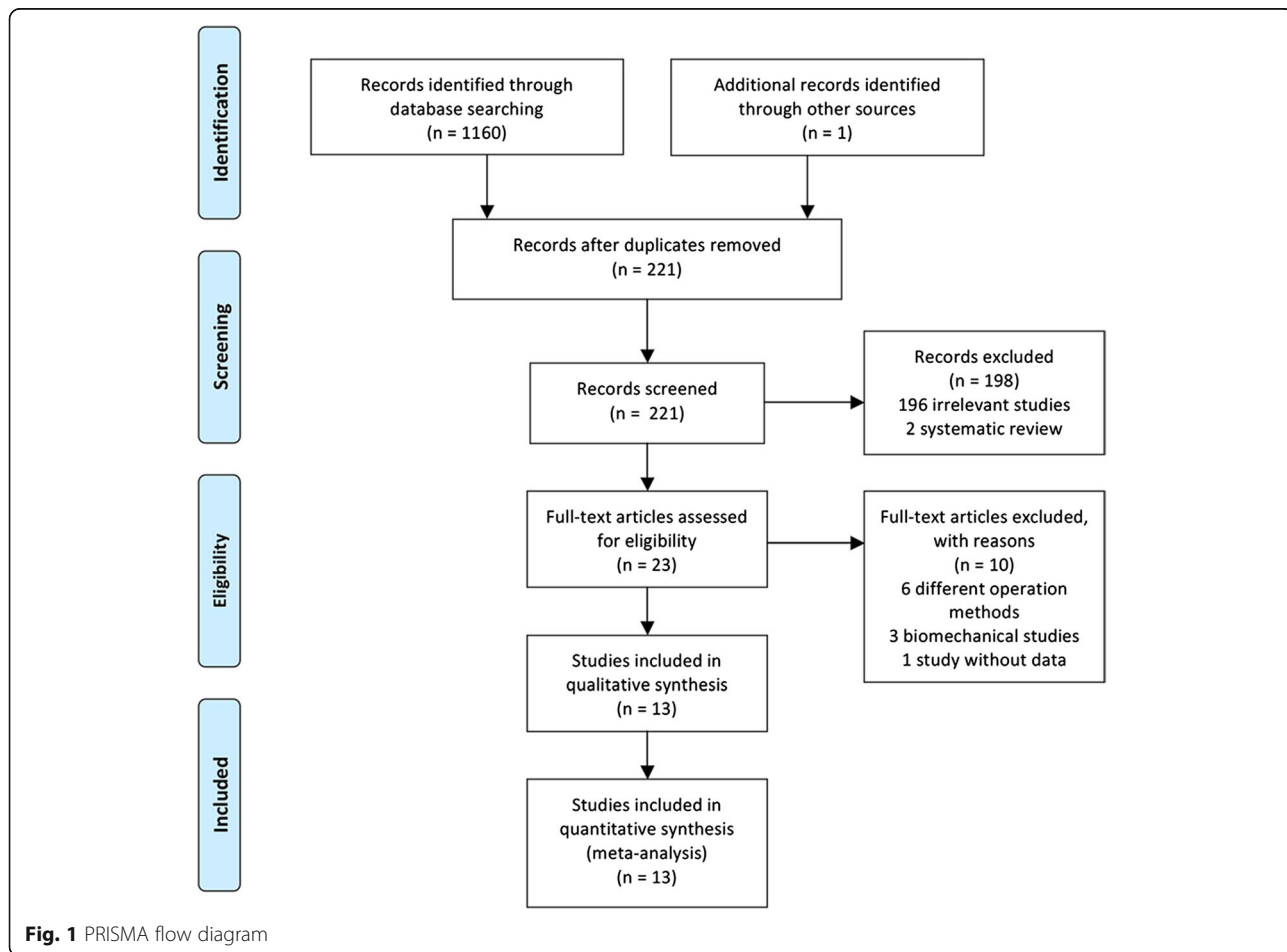 Identification
Records identified through
database searching
(n = 1160)
Additional records identified
through other sources
(n = 1)
Records after duplicates removed
(n = 221)
Screening
Records screened
(n = 221)
Records excluded
(n = 198)
196 irrelevant studies
2 systematic review
Eligibility
Full-text articles assessed
for eligibility
(n = 23)
Full-text articles excluded,
with reasons
(n = 10)
6 different operation
methods
3 biomechanical studies
1 study without data
Studies included in
qualitative synthesis
(n = 13)
Included
Studies included in
quantitative synthesis
(meta-analysis)
(n = 13)
Fig. 1 PRISMA flow diagram